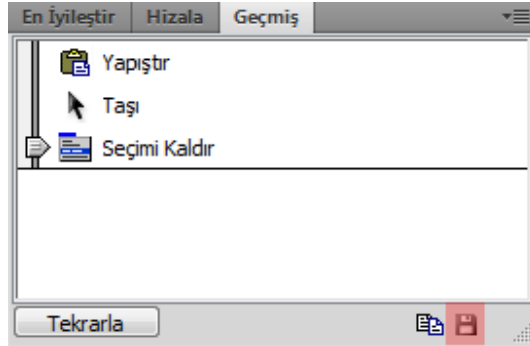 En İyileştir Hizala Geçmiş
Yapıştır
Taşı
Seçimi Kaldır
Tekrarla